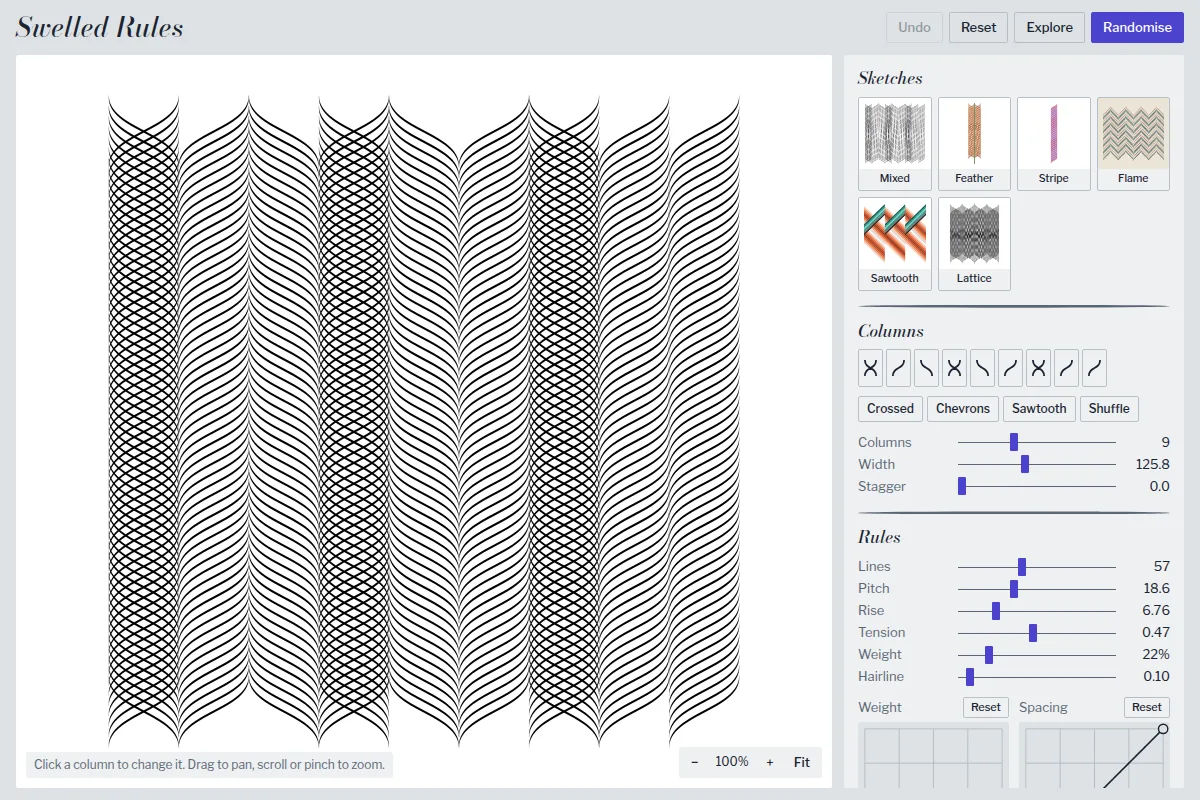 Swelled Rules
Undo Reset Explore Randomise
Sketches
Mixed Feather Stripe Flame
Sawtooth Lattice
Columns
Crossed Chevrons Sawtooth Shuffle
Columns 9
Width 125.8
Stagger 0.0
Rules
Lines 57
Pitch 18.6
Rise 6.76
Tension 0.47
Weight 22%
Hairline 0.10
Weight Reset Spacing Reset
Click a column to change it. Drag to pan, scroll or pinch to zoom.
− 100% + Fit